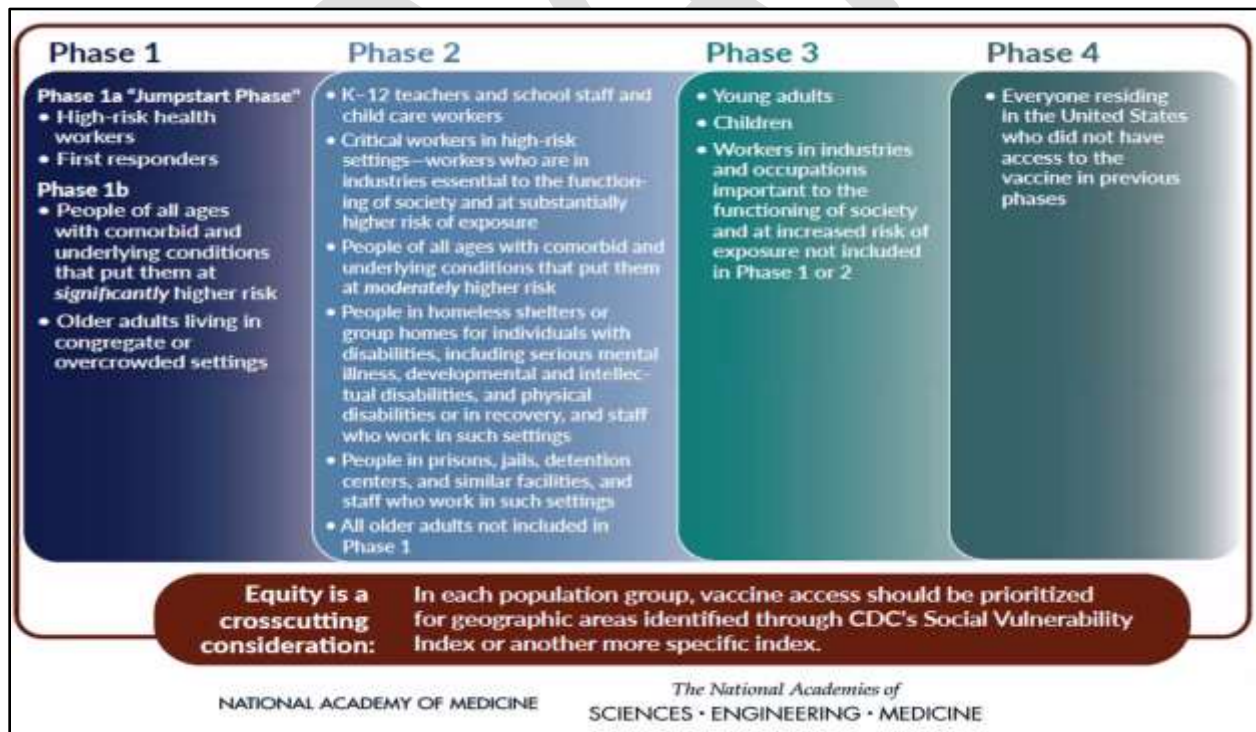 Phase 1
Phase 1a "Jumpstart Phase"
• High-risk health
workers
• First responders
Phase 1b
• People of all ages
with comorbid and
underlying conditions
that put them at
significantly higher risk
• Older adults living in
congregate or
overcrowded settings
Phase 2
• K–12 teachers and school staff and
child care workers
• Critical workers in high-risk
settings—workers who are in
industries essential to the function-
ing of society and at substantially
higher risk of exposure
• People of all ages with comorbid and
underlying conditions that put them
at moderately higher risk
• People in homeless shelters or
group homes for individuals with
disabilities, including serious mental
illness, developmental and intellec-
tual disabilities, and physical
disabilities or in recovery, and staff
who work in such settings
• People in prisons, jails, detention
centers, and similar facilities, and
staff who work in such settings
• All older adults not included in
Phase 1
Phase 3
• Young adults
• Children
• Workers in industries
and occupations
important to the
functioning of society
and at increased risk of
exposure not included
in Phase 1 or 2
Phase 4
• Everyone residing
in the United States
who did not have
access to the
vaccine in previous
phases
Equity is a
crosscutting
consideration:
In each population group, vaccine access should be prioritized
for geographic areas identified through CDC's Social Vulnerability
Index or another more specific index.
NATIONAL ACADEMY OF MEDICINE
The National Academies of
SCIENCES • ENGINEERING • MEDICINE